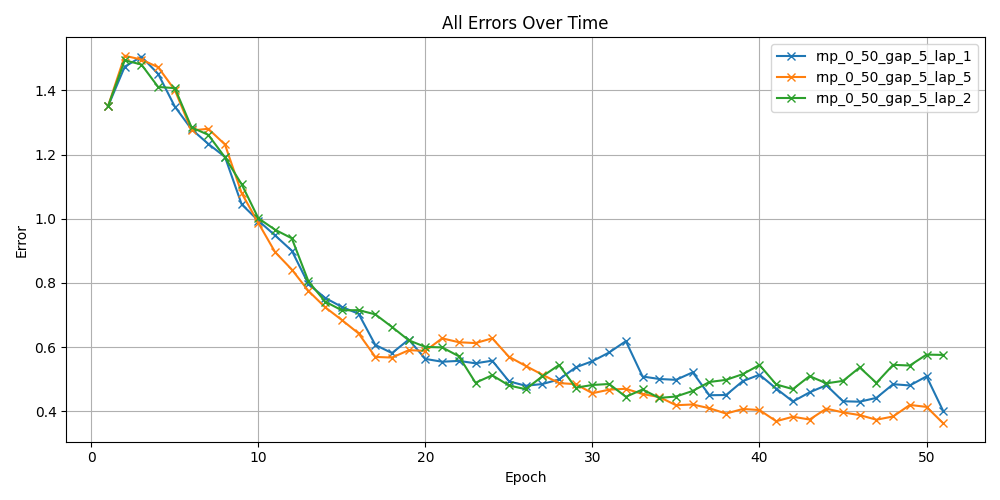 All Errors Over Time
rnp_0_50_gap_5_lap_1
rnp_0_50_gap_5_lap_5
rnp_0_50_gap_5_lap_2
Error
1.4
1.2
1.0
0.8
0.6
0.4
0 10 20 30 40 50
Epoch